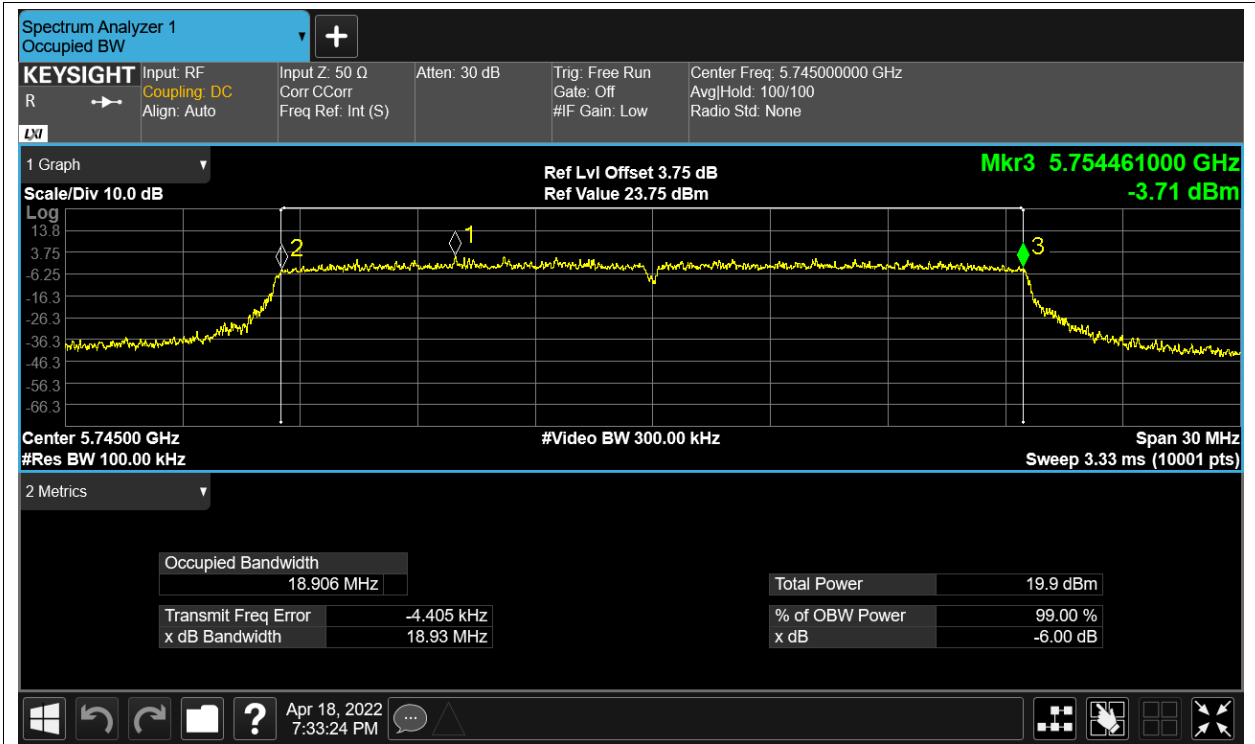 Spectrum Analyzer 1
Occupied BW
KEYSIGHT
R
LXI
Input: RF
Coupling: DC
Align: Auto
Input Z: 50 Ω
Corr CCorr
Freq Ref: Int (S)
Atten: 30 dB
Trig: Free Run
Gate: Off
#IF Gain: Low
Center Freq: 5.745000000 GHz
Avg|Hold: 100/100
Radio Std: None
1 Graph
Scale/Div 10.0 dB
Ref Lvl Offset 3.75 dB
Ref Value 23.75 dBm
Mkr3 5.754461000 GHz
-3.71 dBm
Log
13.8
3.75
-6.25
-16.3
-26.3
-36.3
-46.3
-56.3
-66.3
2
1
3
Center 5.74500 GHz
#Res BW 100.00 kHz
#Video BW 300.00 kHz
Span 30 MHz
Sweep 3.33 ms (10001 pts)
2 Metrics
Occupied Bandwidth
18.906 MHz
Transmit Freq Error -4.405 kHz
x dB Bandwidth 18.93 MHz
Total Power 19.9 dBm
% of OBW Power 99.00 %
x dB -6.00 dB
?
Apr 18, 2022
7:33:24 PM